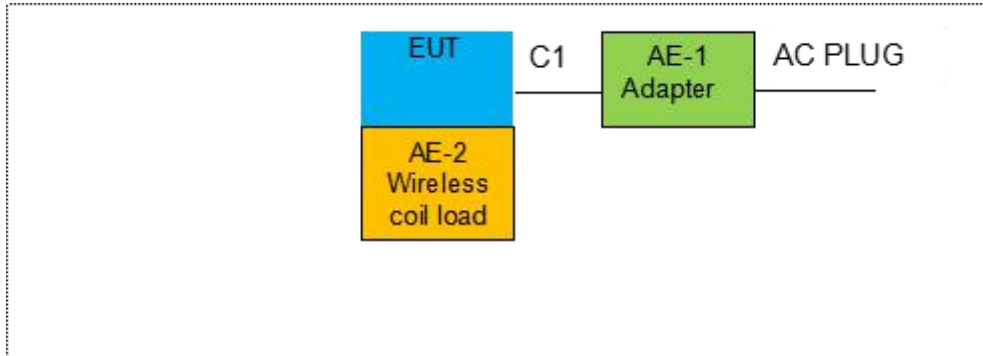 EUT
C1
AE-1
Adapter
AC PLUG
AE-2
Wireless
coil load